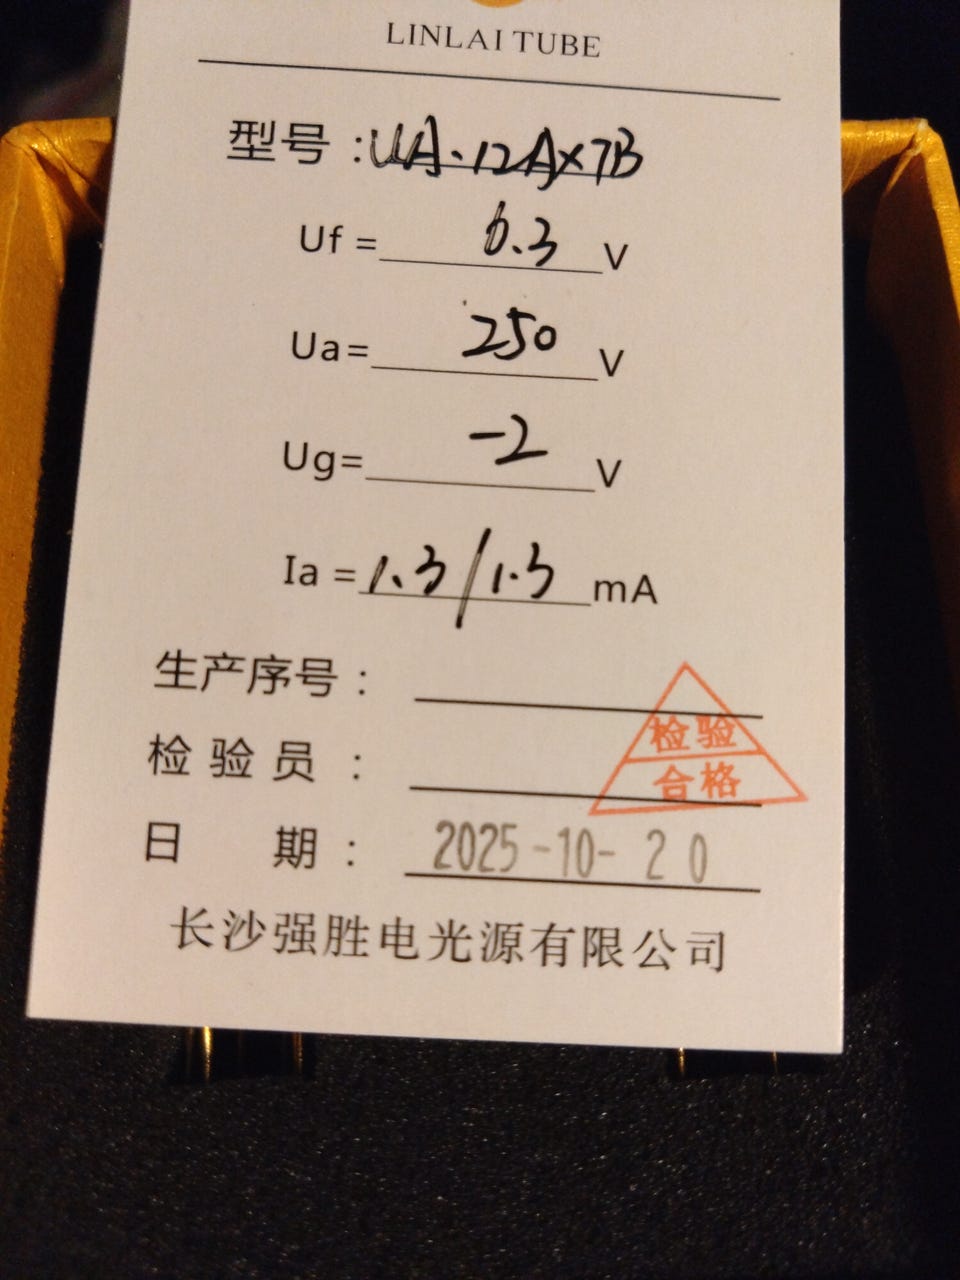 LINLAI TUBE
型号：UA·12AX7B
Uf = 6.3 V
Ua= 250 V
Ug= -2 V
Ia = 1.3 / 1.3 mA
生产序号：
检验员：
检验
合格
日 期：2025-10-20
长沙强胜电光源有限公司